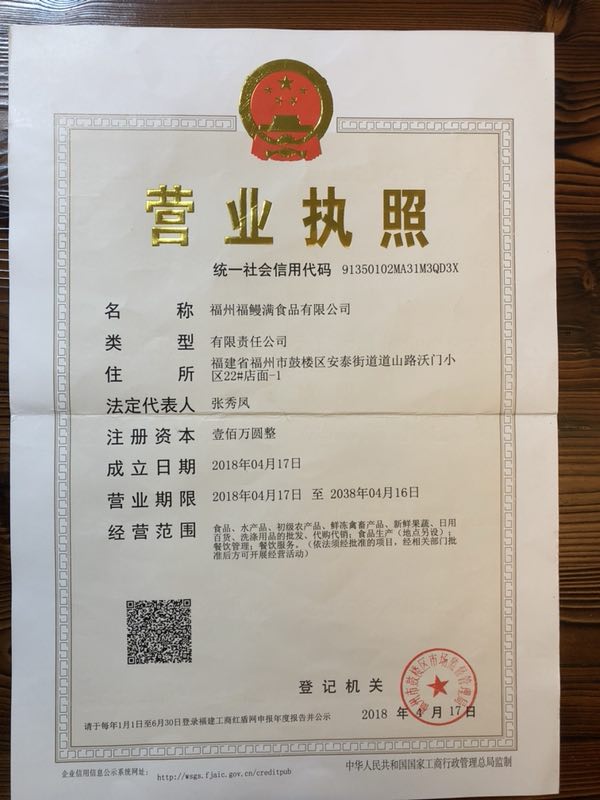 营业执照
统一社会信用代码 91350102MA31M3QD3X
名称 福州福鳗满食品有限公司
类型 有限责任公司
住所 福建省福州市鼓楼区安泰街道道山路沃门小
区22#店面-1
法定代表人 张秀凤
注册资本 壹佰万圆整
成立日期 2018年04月17日
营业期限 2018年04月17日 至 2038年04月16日
经营范围 食品、水产品、初级农产品、鲜冻禽畜产品、新鲜果蔬、日用
百货、洗涤用品的批发、代购代销；食品生产（地点另设）；
餐饮管理；餐饮服务。（依法须经批准的项目，经相关部门批
准后方可开展经营活动）
登记机关
福州市鼓楼区市场监督管理局
2018 年 4 月 17 日
请于每年1月1日至6月30日登录福建工商红盾网申报年度报告并公示
企业信用信息公示系统网址： http://wsgs.fjaic.gov.cn/creditpub
中华人民共和国国家工商行政管理总局监制